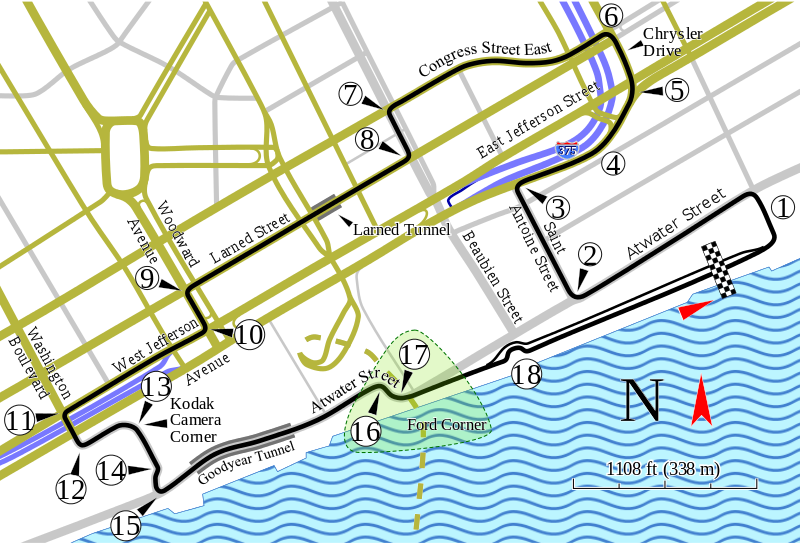 6
Chrysler
Drive
Congress Street East
7
5
East Jefferson Street
8
375
4
3
1
Woodward
Avenue
Larned Street
Larned Tunnel
Saint
Antoine Street
Atwater Street
Beaubien Street
2
9
10
West Jefferson
Avenue
Washington
Boulevard
17
18
13
Kodak
Camera
Corner
11
Atwater Street
16
Ford Corner
N
12
14
Goodyear Tunnel
15
1108 ft (338 m)